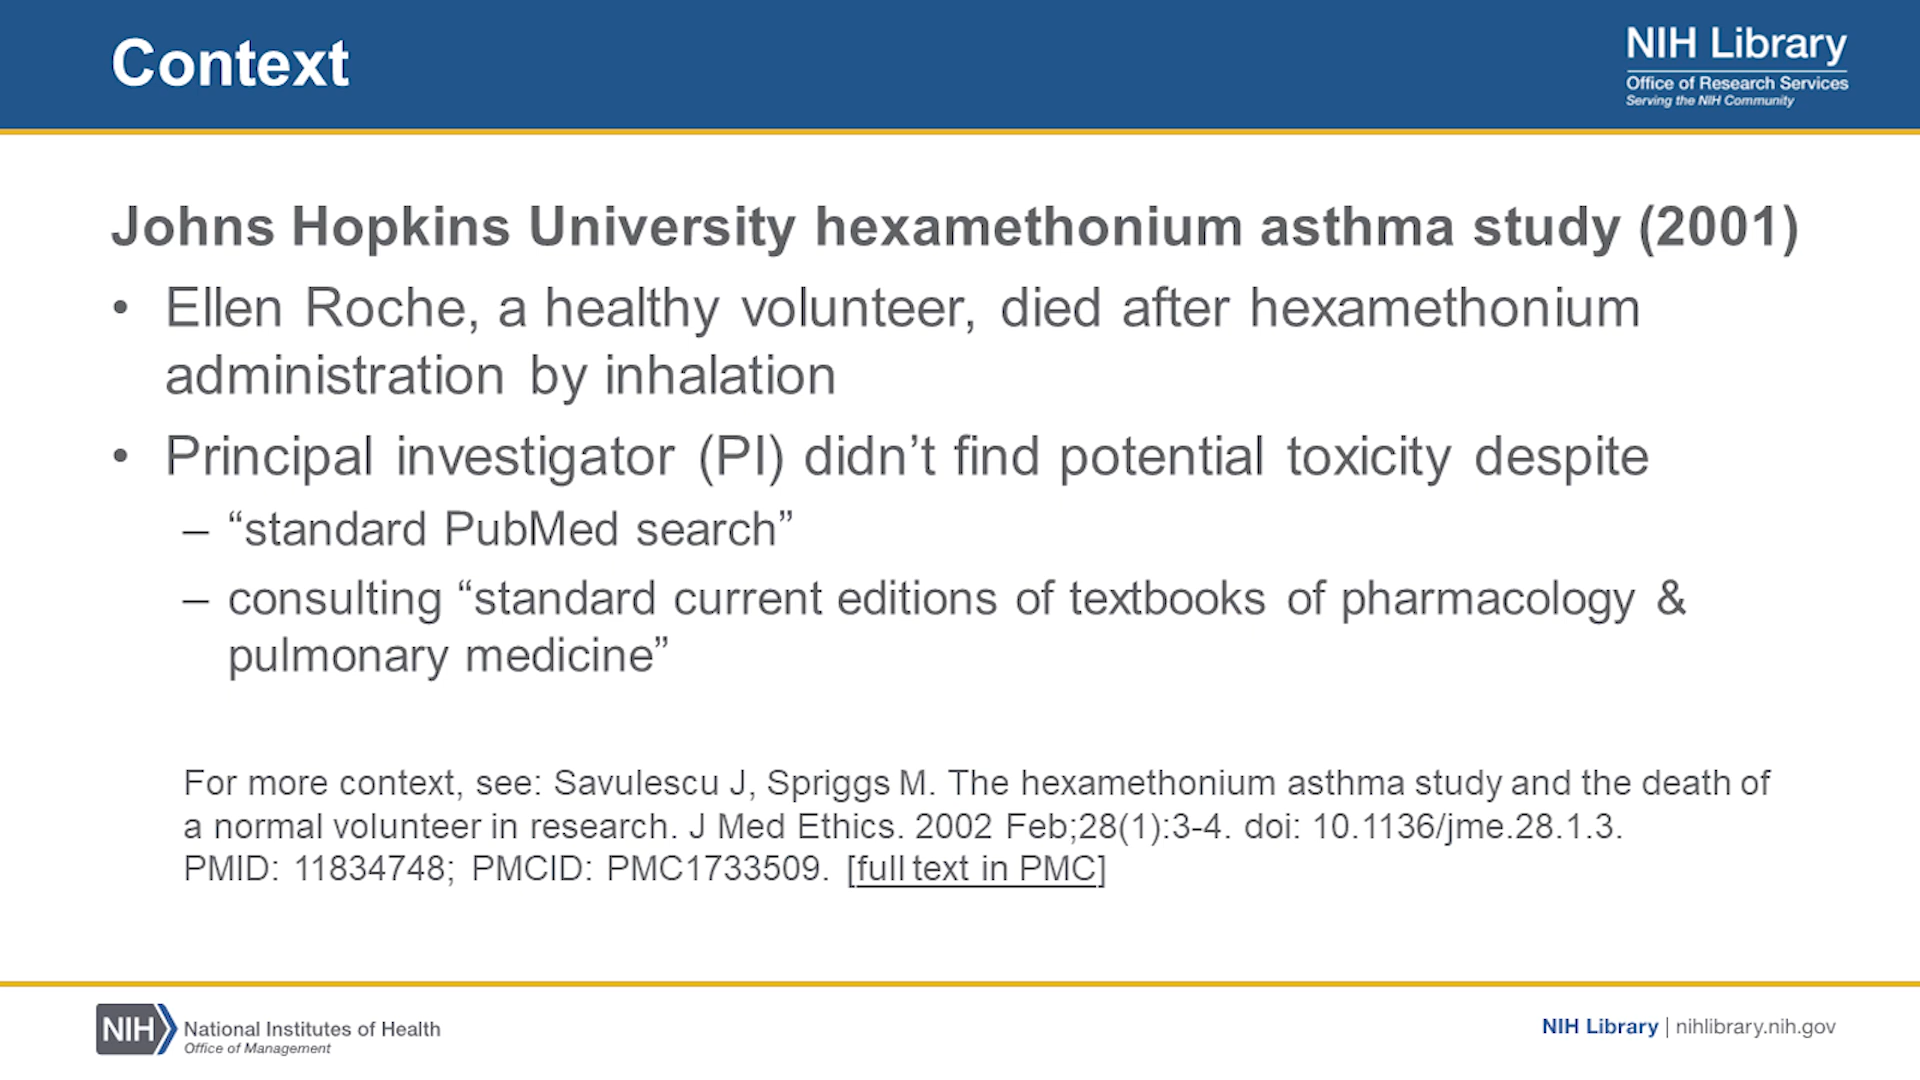 Context
NIH Library
Office of Research Services
Serving the NIH Community
Johns Hopkins University hexamethonium asthma study (2001)
• Ellen Roche, a healthy volunteer, died after hexamethonium
administration by inhalation
• Principal investigator (PI) didn’t find potential toxicity despite
– “standard PubMed search”
– consulting “standard current editions of textbooks of pharmacology &
pulmonary medicine”
For more context, see: Savulescu J, Spriggs M. The hexamethonium asthma study and the death of
a normal volunteer in research. J Med Ethics. 2002 Feb;28(1):3-4. doi: 10.1136/jme.28.1.3.
PMID: 11834748; PMCID: PMC1733509. [full text in PMC]
NIH National Institutes of Health
Office of Management
NIH Library | nihlibrary.nih.gov